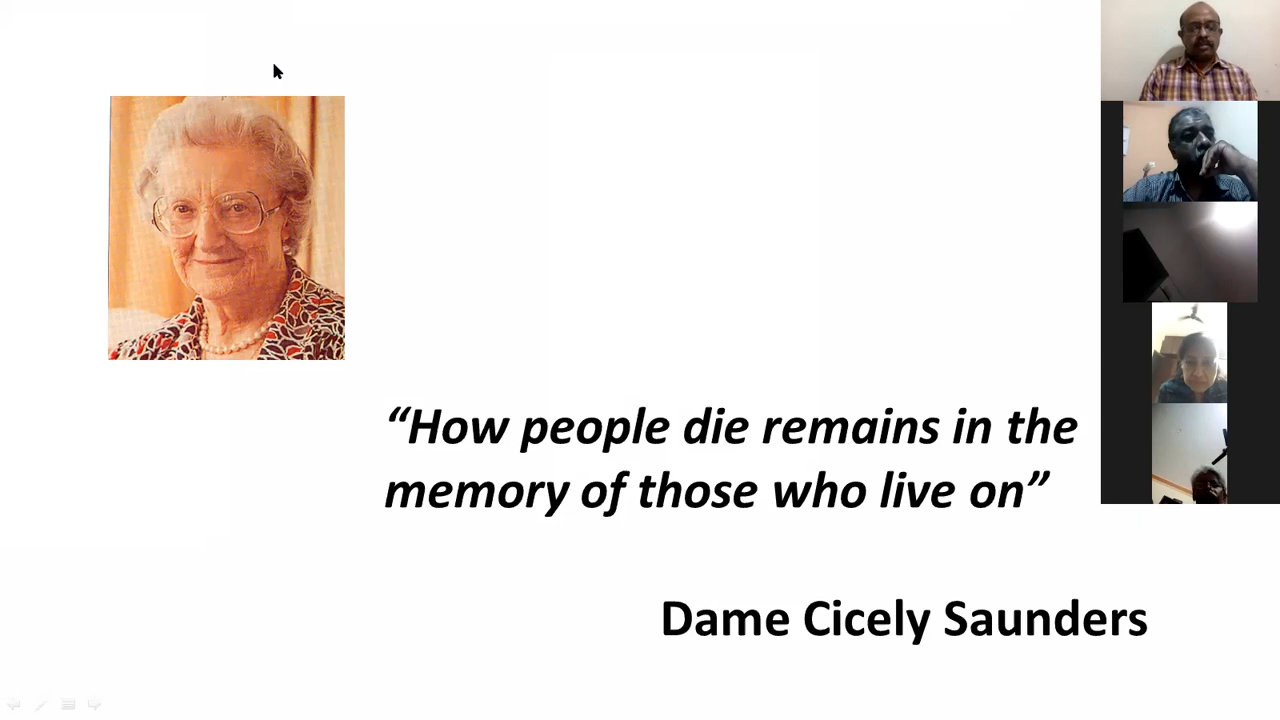 “How people die remains in the
memory of those who live on”
Dame Cicely Saunders